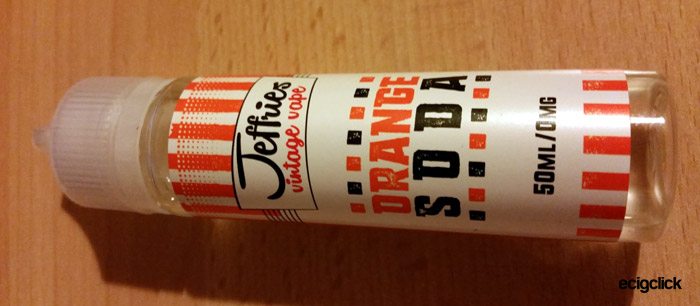 Jeffries
vintage vape
ORANGE
SODA
50ML/0MG
ecigclick